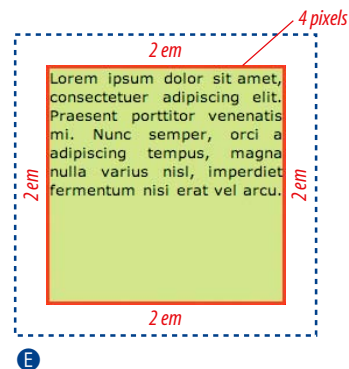 4 pixels
2 em
Lorem ipsum dolor sit amet,
consectetuer adipiscing elit.
Praesent porttitor venenatis
mi. Nunc semper, orci a
adipiscing tempus, magna
nulla varius nisl, imperdiet
fermentum nisi erat vel arcu.
2 em
2 em
2 em
E